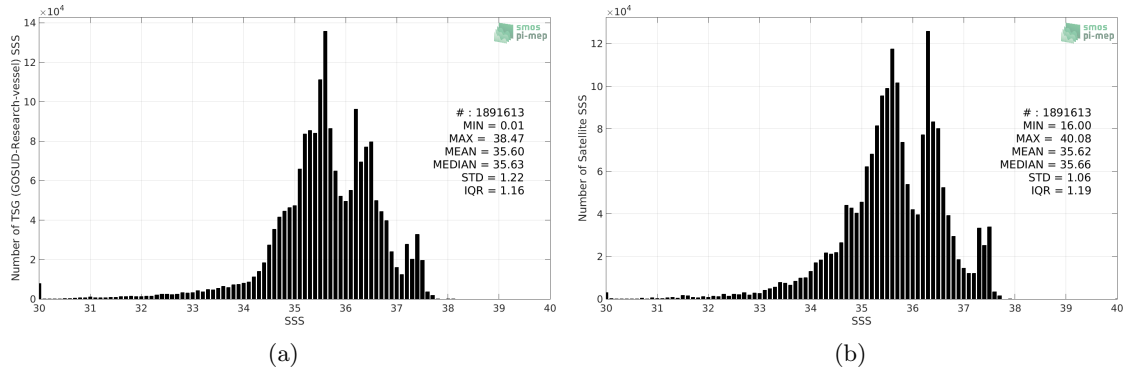 ×10⁴
14
12
10
8
6
4
2
0
30 31 32 33 34 35 36 37 38 39 40
SSS
Number of TSG (GOSUD-Research-vessel) SSS
smos
pi-mep
# : 1891613
MIN = 0.01
MAX = 38.47
MEAN = 35.60
MEDIAN = 35.63
STD = 1.22
IQR = 1.16
(a)
×10⁴
12
10
8
6
4
2
0
30 31 32 33 34 35 36 37 38 39 40
SSS
Number of Satellite SSS
smos
pi-mep
# : 1891613
MIN = 16.00
MAX = 40.08
MEAN = 35.62
MEDIAN = 35.66
STD = 1.06
IQR = 1.19
(b)